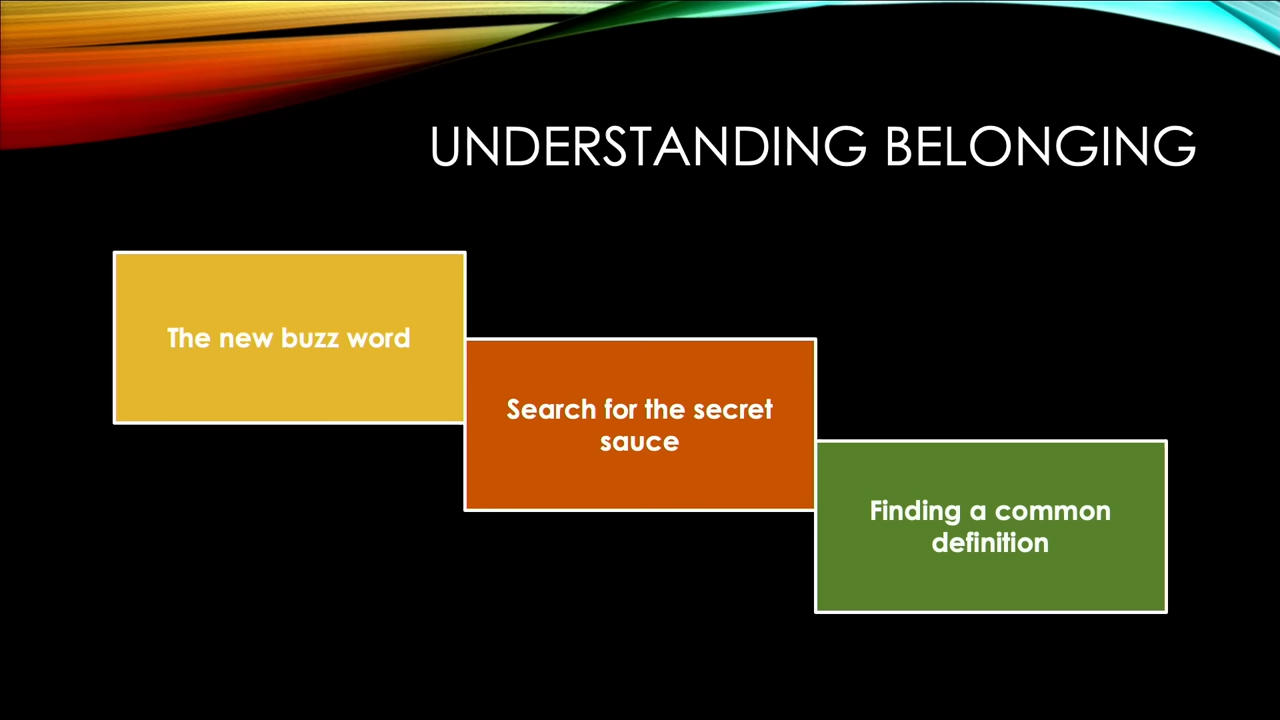 UNDERSTANDING BELONGING
The new buzz word
Search for the secret
sauce
Finding a common
definition